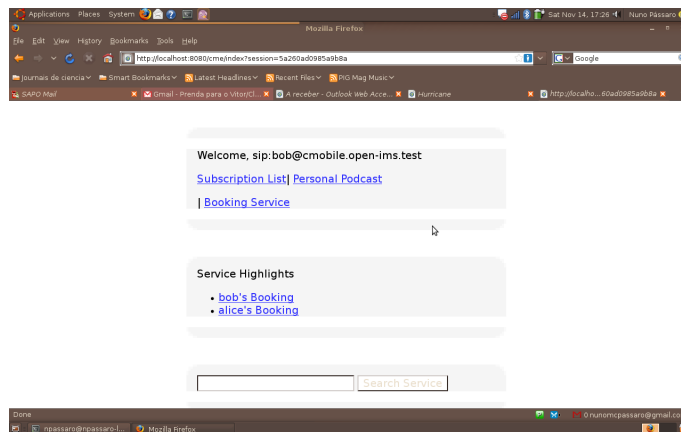 Applications Places System Sat Nov 14, 17:26 Nuno Pássaro
Mozilla Firefox
File Edit View History Bookmarks Tools Help
http://localhost:8080/cme/index?session=5a260ad0985a9b8a Google
Jornais de ciencia Smart Bookmarks Latest Headlines Recent Files PIG Mag Music
SAPO Mail Gmail - Prenda para o Vitor/Cl... A receber - Outlook Web Acce... Hurricane http://localho...60ad0985a9b8a
Welcome, sip:bob@cmobile.open-ims.test
Subscription List| Personal Podcast
| Booking Service
Service Highlights
• bob's Booking
• alice's Booking
Search Service
Done 0 nunomcpassaro@gmail.co
npassaro@npassaro-l... Mozilla Firefox